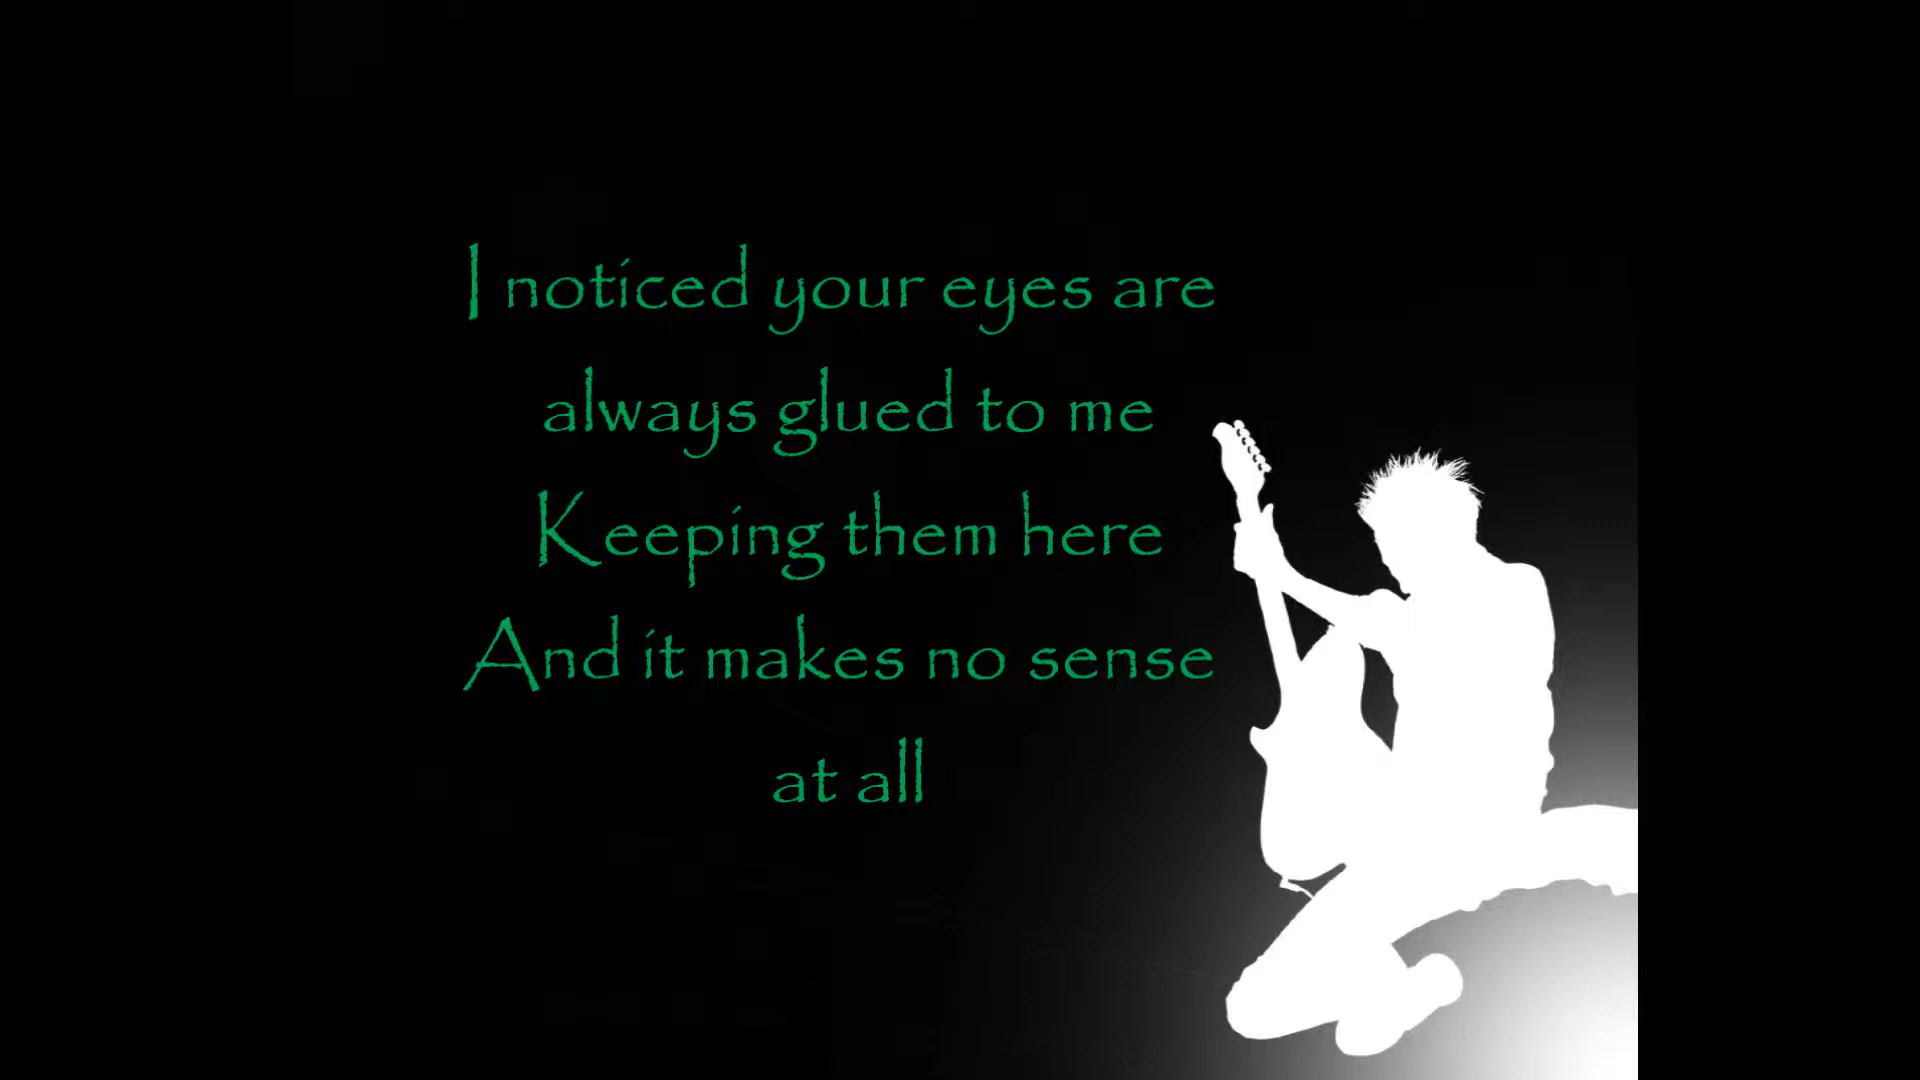 I noticed your eyes are
always glued to me
Keeping them here
And it makes no sense
at all